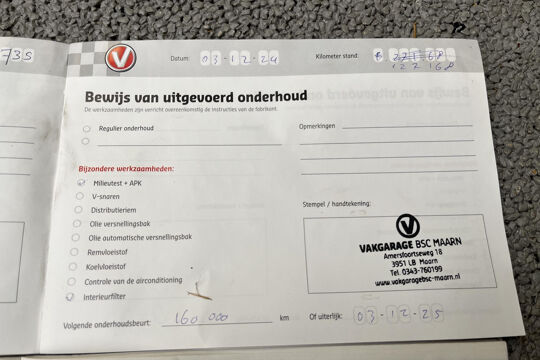 73S
V
Datum: 03-12-24
Kilometer stand:
122168
Bewijs van uitgevoerd onderhoud
De werkzaamheden zijn verricht overeenkomstig de instructies van de fabrikant.
Regulier onderhoud
Opmerkingen
Bijzondere werkzaamheden:
Milieutest + APK
V-snaren
Distributieriem
Olie versnellingsbak
Olie automatische versnellingsbak
Remvloeistof
Koelvloeistof
Controle van de airconditioning
Interieurfilter
Stempel / handtekening:
V
VAKGARAGE BSC MAARN
Amersfoortseweg 18
3951 LB Maarn
Tel. 0343-760199
www.vakgaragebsc-maarn.nl
Volgende onderhoudsbeurt: 160 000 km
Of uiterlijk: 03-12-25